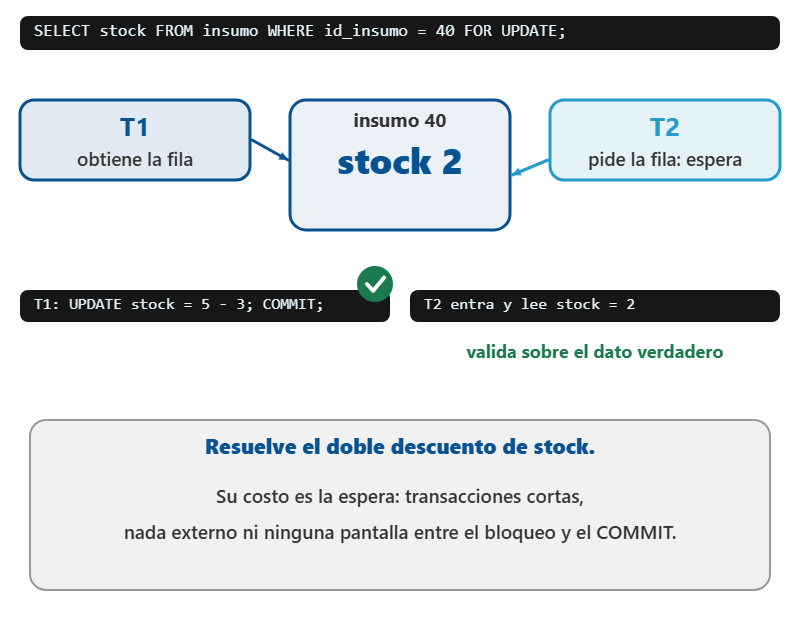 SELECT stock FROM insumo WHERE id_insumo = 40 FOR UPDATE;
T1
obtiene la fila
insumo 40
stock 2
T2
pide la fila: espera
T1: UPDATE stock = 5 - 3; COMMIT;
T2 entra y lee stock = 2
valida sobre el dato verdadero
Resuelve el doble descuento de stock.
Su costo es la espera: transacciones cortas,
nada externo ni ninguna pantalla entre el bloqueo y el COMMIT.